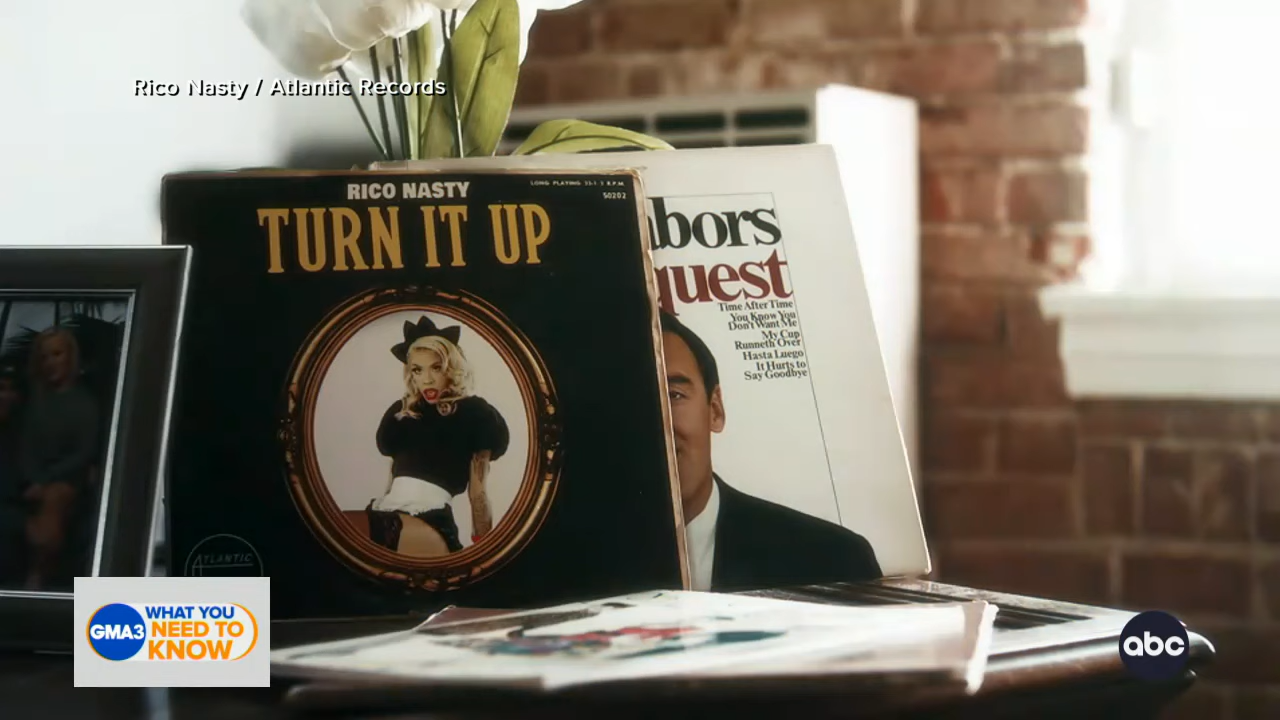 Rico Nasty / Atlantic Records
RICO NASTY
LONG PLAYING 33 1/3 R.P.M.
50202
TURN IT UP
ATLANTIC
abors
quest
Time After Time
You Know You
Don't Want Me
My Cup
Runneth Over
Hasta Luego
It Hurts to
Say Goodbye
GMA3
WHAT YOU
NEED TO
KNOW
abc